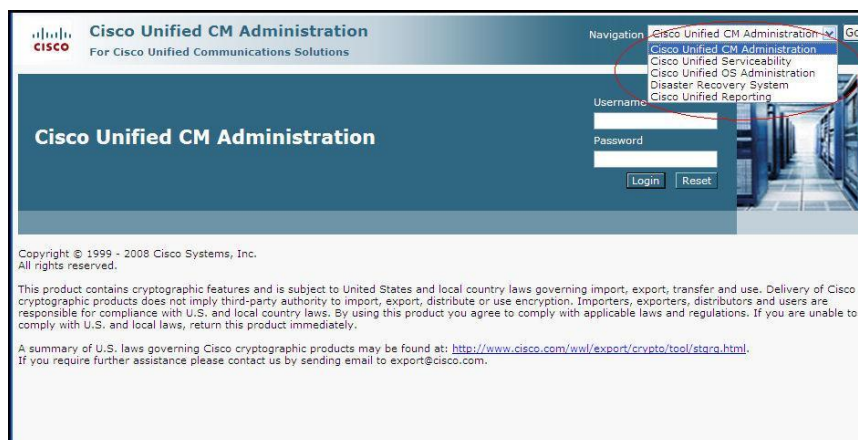 CISCO
Cisco Unified CM Administration
For Cisco Unified Communications Solutions
Navigation Cisco Unified CM Administration
Cisco Unified CM Administration
Cisco Unified Serviceability
Cisco Unified OS Administration
Disaster Recovery System
Cisco Unified Reporting
Cisco Unified CM Administration
Username
Password
Login Reset
Copyright © 1999 - 2008 Cisco Systems, Inc.
All rights reserved.
This product contains cryptographic features and is subject to United States and local country laws governing import, export, transfer and use. Delivery of Cisco
cryptographic products does not imply third-party authority to import, export, distribute or use encryption. Importers, exporters, distributors and users are
responsible for compliance with U.S. and local country laws. By using this product you agree to comply with applicable laws and regulations. If you are unable to
comply with U.S. and local laws, return this product immediately.
A summary of U.S. laws governing Cisco cryptographic products may be found at: http://www.cisco.com/wwl/export/crypto/tool/stqrg.html.
If you require further assistance please contact us by sending email to export@cisco.com.